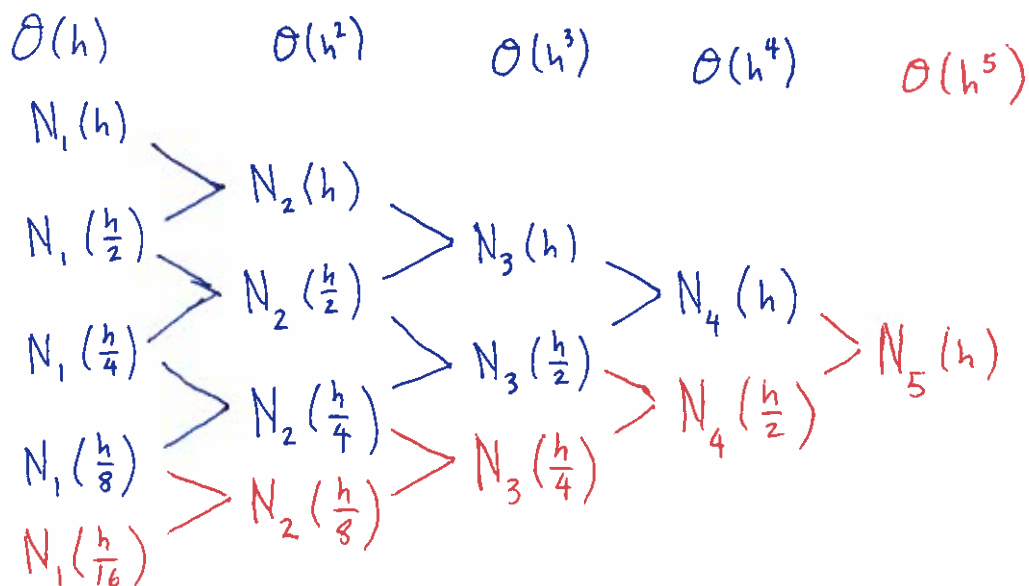 O(h) O(h²) O(h³) O(h⁴) O(h⁵)
N₁(h)
N₂(h)
N₁(h/2) N₃(h)
N₂(h/2) N₄(h)
N₁(h/4) N₃(h/2) N₅(h)
N₂(h/4) N₄(h/2)
N₁(h/8) N₃(h/4)
N₂(h/8)
N₁(h/16)